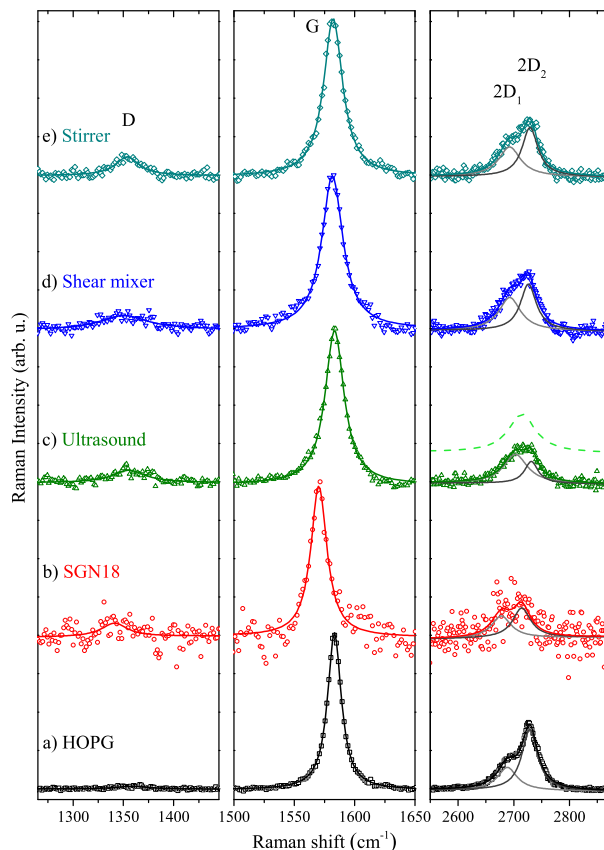 G
2D₂
2D₁
D
e) Stirrer
d) Shear mixer
c) Ultrasound
b) SGN18
a) HOPG
Raman Intensity (arb. u.)
1300 1350 1400 1500 1550 1600 1650 2600 2700 2800
Raman shift (cm⁻¹)